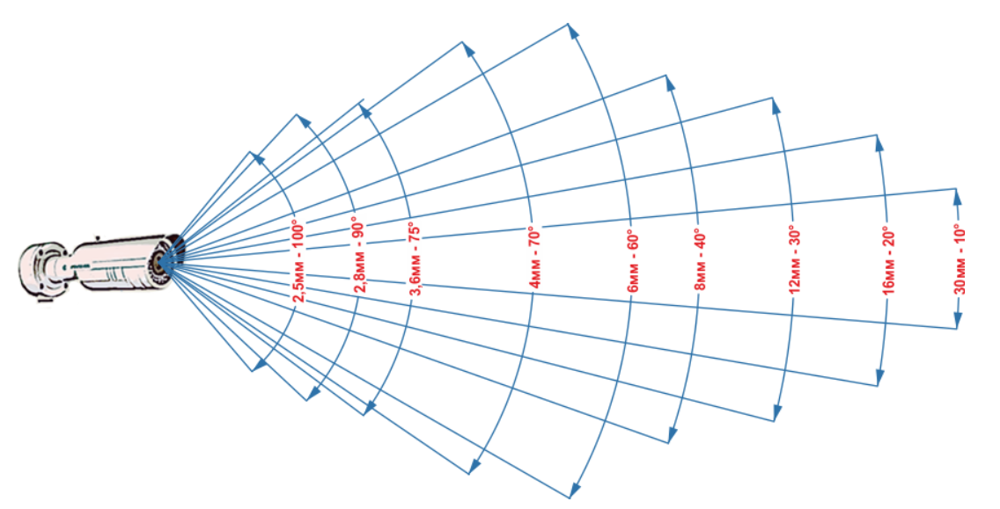 2,5мм - 100°
2,8мм - 90°
3,6мм - 75°
4мм - 70°
6мм - 60°
8мм - 40°
12мм - 30°
16мм - 20°
30мм - 10°